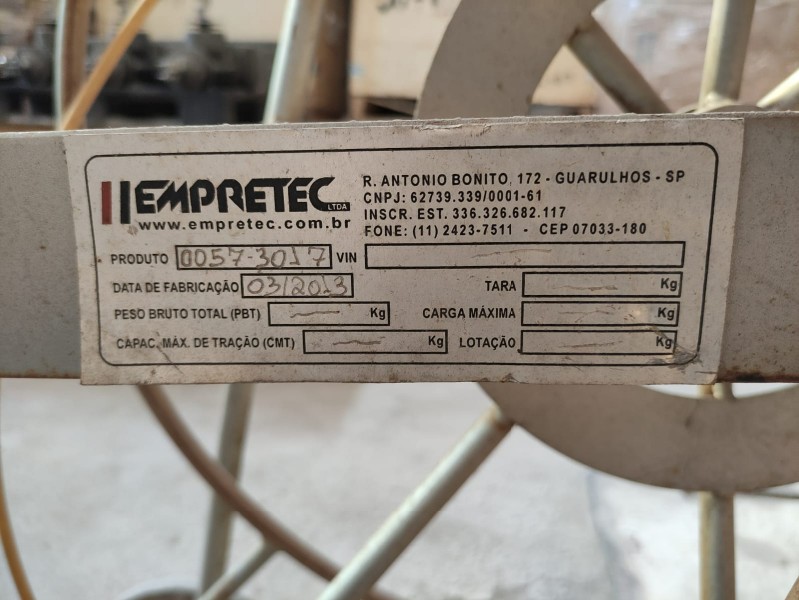 EMPRETEC LTDA
www.empretec.com.br
R. ANTONIO BONITO, 172 - GUARULHOS - SP
CNPJ: 62739.339/0001-61
INSCR. EST. 336.326.682.117
FONE: (11) 2423-7511 - CEP 07033-180
PRODUTO 0057-3017 VIN
DATA DE FABRICAÇÃO 03/2013 TARA Kg
PESO BRUTO TOTAL (PBT) Kg CARGA MÁXIMA Kg
CAPAC. MÁX. DE TRAÇÃO (CMT) Kg LOTAÇÃO Kg